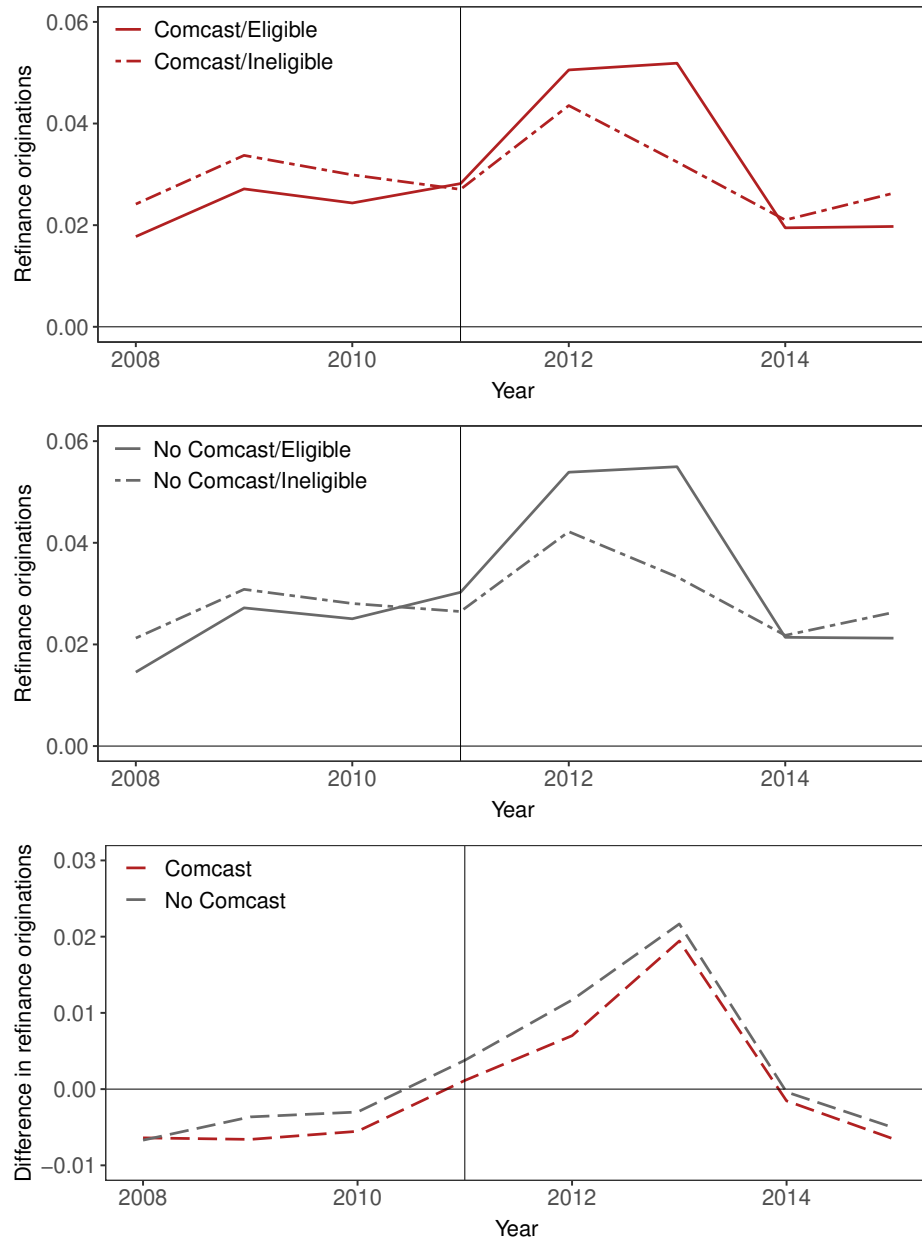 Comcast/Eligible
Comcast/Ineligible
Refinance originations
0.06
0.04
0.02
0.00
2008 2010 2012 2014
Year
No Comcast/Eligible
No Comcast/Ineligible
Refinance originations
0.06
0.04
0.02
0.00
2008 2010 2012 2014
Year
Comcast
No Comcast
Difference in refinance originations
0.03
0.02
0.01
0.00
−0.01
2008 2010 2012 2014
Year